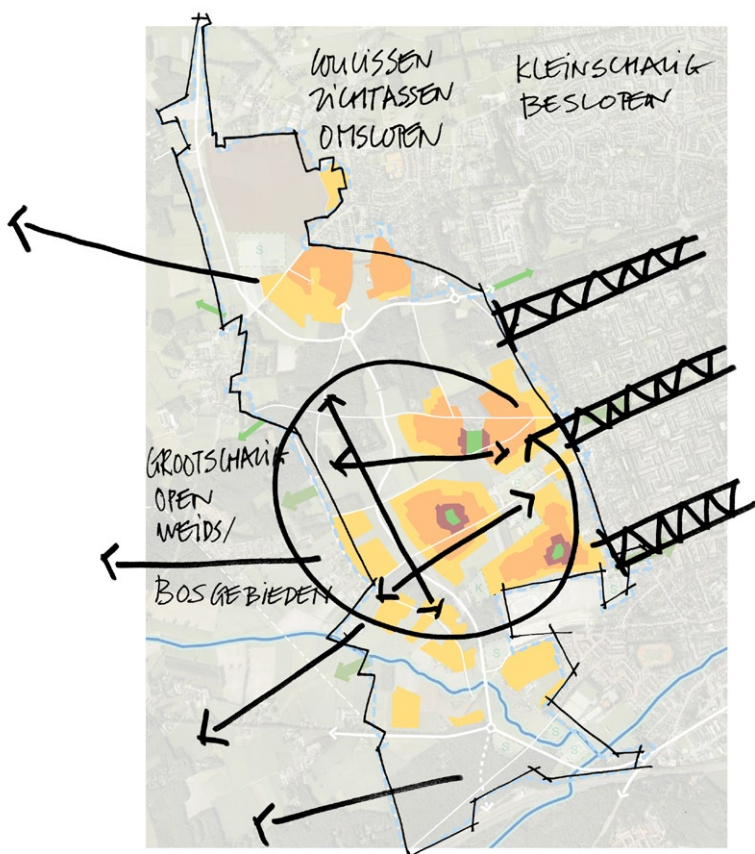 COULISSEN
ZICHTASSEN
OMSLOTEN
KLEINSCHALIG
BESLOTEN
S
GROOTSCHALIG
OPEN
WEIDS/
BOSGEBIEDEN
K
S
S
S
S